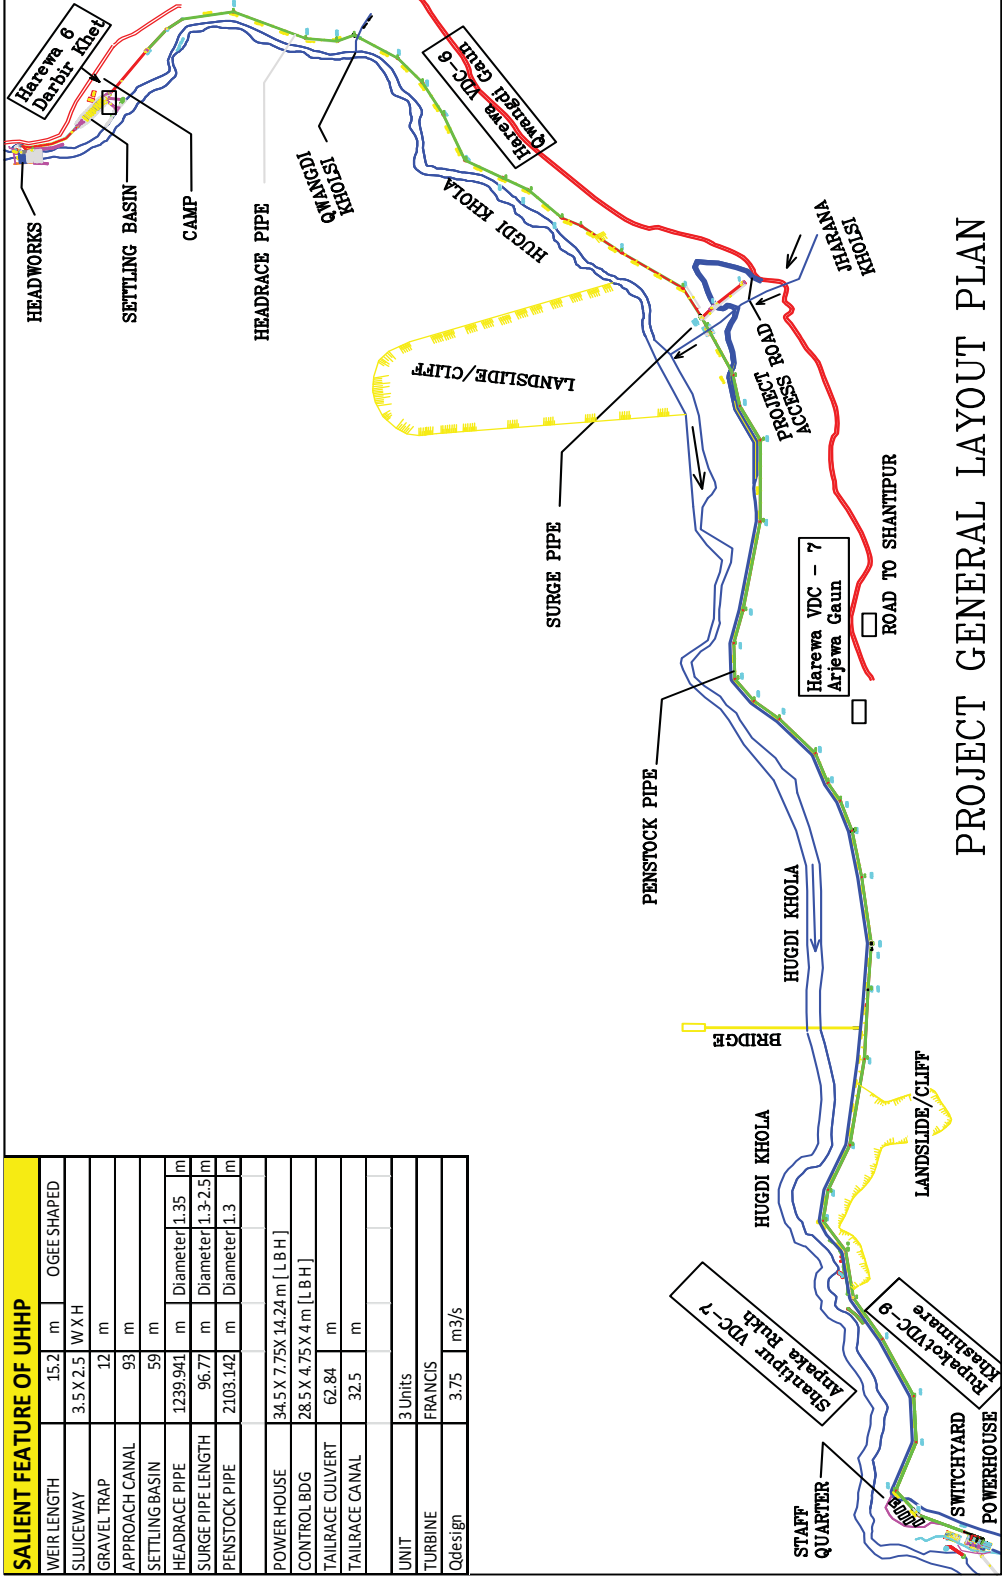 SALIENT FEATURE OF UHHP
WEIR LENGTH 15.2 m OGEE SHAPED
SLUICEWAY 3.5 X 2.5 W X H
GRAVEL TRAP 12 m
APPROACH CANAL 93 m
SETTLING BASIN 59 m
HEADRACE PIPE 1239.941 m Diameter 1.35 m
SURGE PIPE LENGTH 96.77 m Diameter 1.3-2.5 m
PENSTOCK PIPE 2103.142 m Diameter 1.3 m
POWER HOUSE 34.5 X 7.75X 14.24 m [ L B H ]
CONTROL BDG 28.5 X 4.75 X 4 m [ L B H ]
TAILRACE CULVERT 62.84 m
TAILRACE CANAL 32.5 m
UNIT 3 Units
TURBINE FRANCIS
Qdesign 3.75 m3/s
HEADWORKS
Harewa 6
Darbir Khet
SETTLING BASIN
CAMP
HEADRACE PIPE
QWANGDI
KHOLSI
Harewa VDC-6
Qwangdi Gaun
HUGDI KHOLA
LANDSLIDE/CLIFF
JHARANA
KHOLSI
PROJECT
ACCESS ROAD
SURGE PIPE
Harewa VDC - 7
Arjewa Gaun
ROAD TO SHANTIPUR
PENSTOCK PIPE
HUGDI KHOLA
BRIDGE
HUGDI KHOLA
LANDSLIDE/CLIFF
Shantipur VDC-7
Anpaka Rukh
Rupakot VDC-9
Khashimare
STAFF
QUARTER
SWITCHYARD
POWERHOUSE
PROJECT GENERAL LAYOUT PLAN